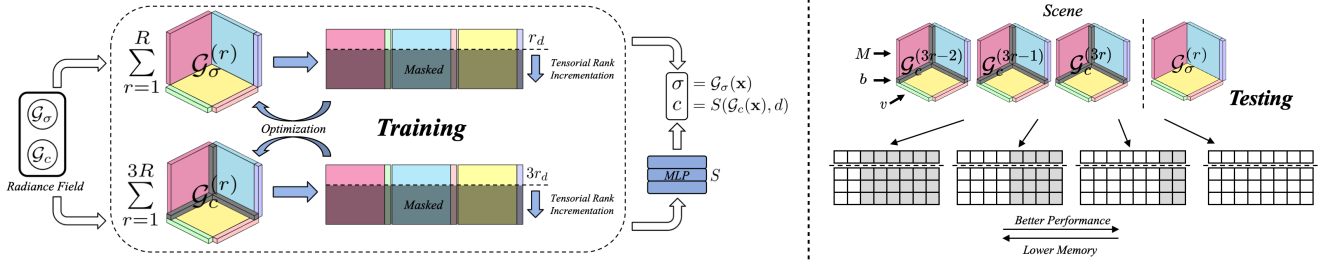 R
∑
r=1
𝒢σ^(r)
Masked
r_d
Tensorial Rank
Incrementation
𝒢σ
𝒢c
Radiance Field
Optimization
Training
3R
∑
r=1
𝒢c^(r)
Masked
3r_d
Tensorial Rank
Incrementation
σ = 𝒢σ(x)
c = S(𝒢c(x), d)
MLP S
Scene
M
b
v
𝒢c^(3r−2)
𝒢c^(3r−1)
𝒢c^(3r)
𝒢σ^(r)
Testing
Better Performance
Lower Memory